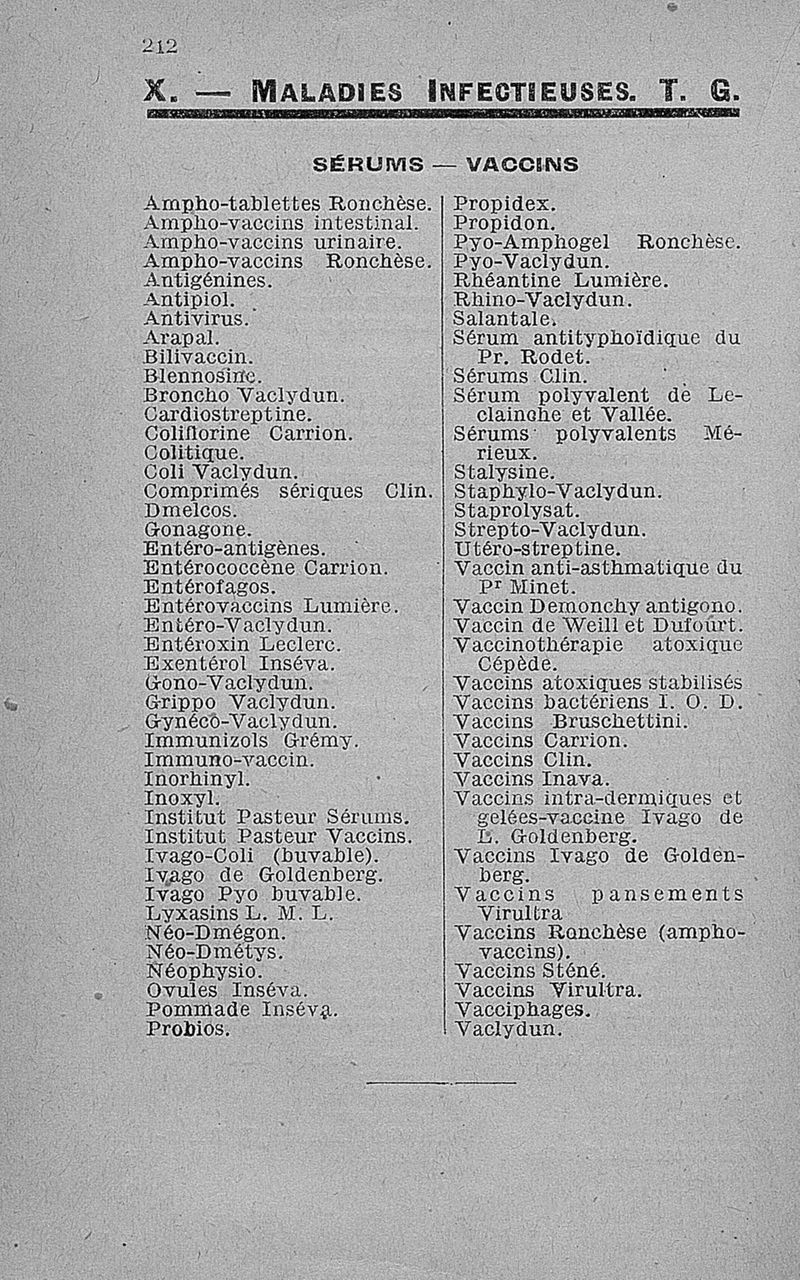 212
X. — MALADIES INFECTIEUSES. T. G.
SÉRUMS — VACCINS
Ampho-tablettes Ronchèse.
Ampho-vaccins intestinal.
Ampho-vaccins urinaire.
Ampho-vaccins Ronchèse.
Antigénines.
Antipiol.
Antivirus.
Arapal.
Bilivaccin.
Blennosine.
Broncho Vaclydun.
Cardiostreptine.
Coliflorine Carrion.
Colitique.
Coli Vaclydun.
Comprimés sériques Clin.
Dmelcos.
Gonagone.
Entéro-antigènes.
Entérococcène Carrion.
Entérofagos.
Entérovaccins Lumière.
Entéro-Vaclydun.
Entéroxin Leclerc.
Exentérol Inséva.
Gono-Vaclydun.
Grippo Vaclydun.
Gynéco-Vaclydun.
Immunizols Grémy.
Immuno-vaccin.
Inorhinyl.
Inoxyl.
Institut Pasteur Sérums.
Institut Pasteur Vaccins.
Ivago-Coli (buvable).
Ivago de Goldenberg.
Ivago Pyo buvable.
Lyxasins L. M. L.
Néo-Dmégon.
Néo-Dmétys.
Néophysio.
Ovules Inséva.
Pommade Inséva.
Probios.
Propidex.
Propidon.
Pyo-Amphogel Ronchèse.
Pyo-Vaclydun.
Rhéantine Lumière.
Rhino-Vaclydun.
Salantale.
Sérum antityphoïdique du
Pr. Rodet.
Sérums Clin.
Sérum polyvalent de Le-
clainche et Vallée.
Sérums polyvalents Mé-
rieux.
Stalysine.
Staphylo-Vaclydun.
Staprolysat.
Strepto-Vaclydun.
Utéro-streptine.
Vaccin anti-asthmatique du
Pr Minet.
Vaccin Demonchy antigono.
Vaccin de Weill et Dufourt.
Vaccinothérapie atoxique
Cépède.
Vaccins atoxiques stabilisés
Vaccins bactériens I. O. D.
Vaccins Bruschettini.
Vaccins Carrion.
Vaccins Clin.
Vaccins Inava.
Vaccins intra-dermiques et
gelées-vaccine Ivago de
L. Goldenberg.
Vaccins Ivago de Golden-
berg.
Vaccins pansements
Virultra
Vaccins Ronchèse (ampho-
vaccins).
Vaccins Sténé.
Vaccins Virultra.
Vacciphages.
Vaclydun.